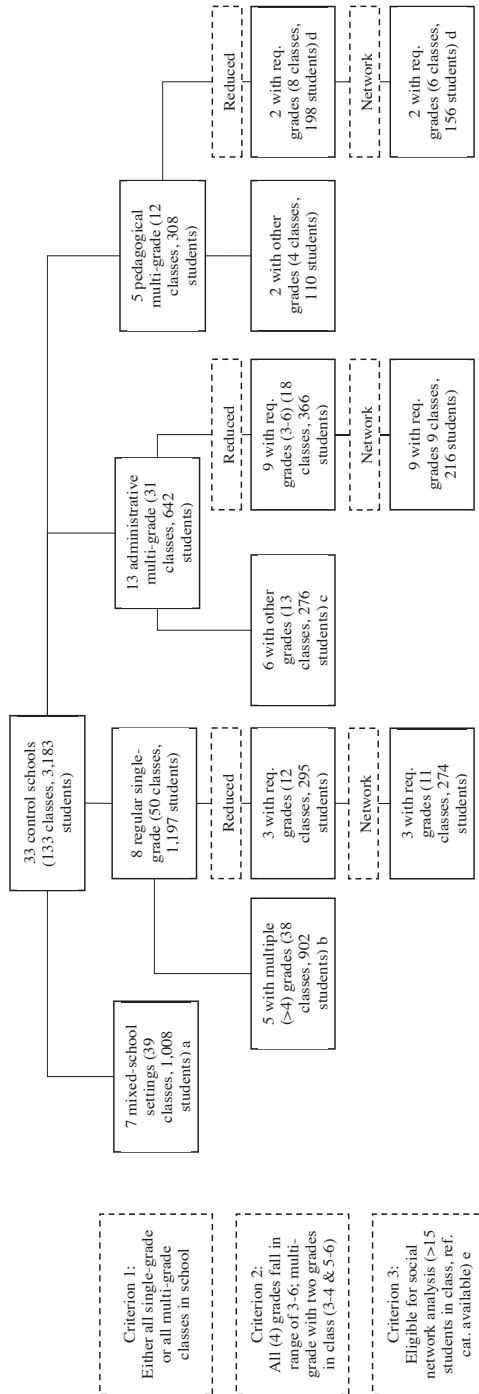 33 control schools
(133 classes, 3,183
students)
Criterion 1:
Either all single-grade
or all multi-grade
classes in school
7 mixed-school
settings (39
classes, 1,008
students) a
8 regular single-
grade (50 classes,
1,197 students)
13 administrative
multi-grade (31
classes, 642
students)
5 pedagogical
multi-grade (12
classes, 308
students)
Reduced
Reduced
Reduced
Criterion 2:
All (4) grades fall in
range of 3-6; multi-
grade with two grades
in class (3-4 & 5-6)
5 with multiple
(>4) grades (38
classes, 902
students) b
3 with req.
grades (12
classes, 295
students)
6 with other
grades (13
classes, 276
students) c
9 with req.
grades (3-6) (18
classes, 366
students)
2 with other
grades (4 classes,
110 students)
2 with req.
grades (8 classes,
198 students) d
Network
Network
Network
Criterion 3:
Eligible for social
network analysis (>15
students in class, ref.
cat. available) e
3 with req.
grades (11
classes, 274
students)
9 with req.
grades 9 classes,
216 students)
2 with req.
grades (6 classes,
156 students) d